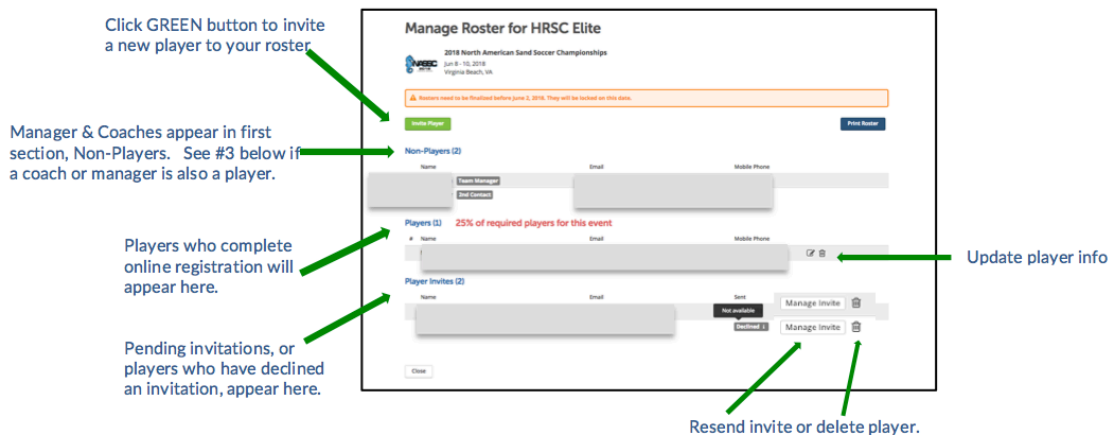 Click GREEN button to invite
a new player to your roster
Manager & Coaches appear in first
section, Non-Players. See #3 below if
a coach or manager is also a player.
Players who complete
online registration will
appear here.
Pending invitations, or
players who have declined
an invitation, appear here.
Manage Roster for HRSC Elite
NASSC
2018 North American Sand Soccer Championships
Jun 8 - 10, 2018
Virginia Beach, VA
Rosters need to be finalized before June 2, 2018. They will be locked on this date.
Invite Player
Print Roster
Non-Players (2)
Name Email Mobile Phone
Team Manager
2nd Contact
Players (1) 25% of required players for this event
# Name Email Mobile Phone
Player Invites (2)
Name Email Sent
Manage Invite
Not available
Declined
Manage Invite
Close
Update player info
Resend invite or delete player.